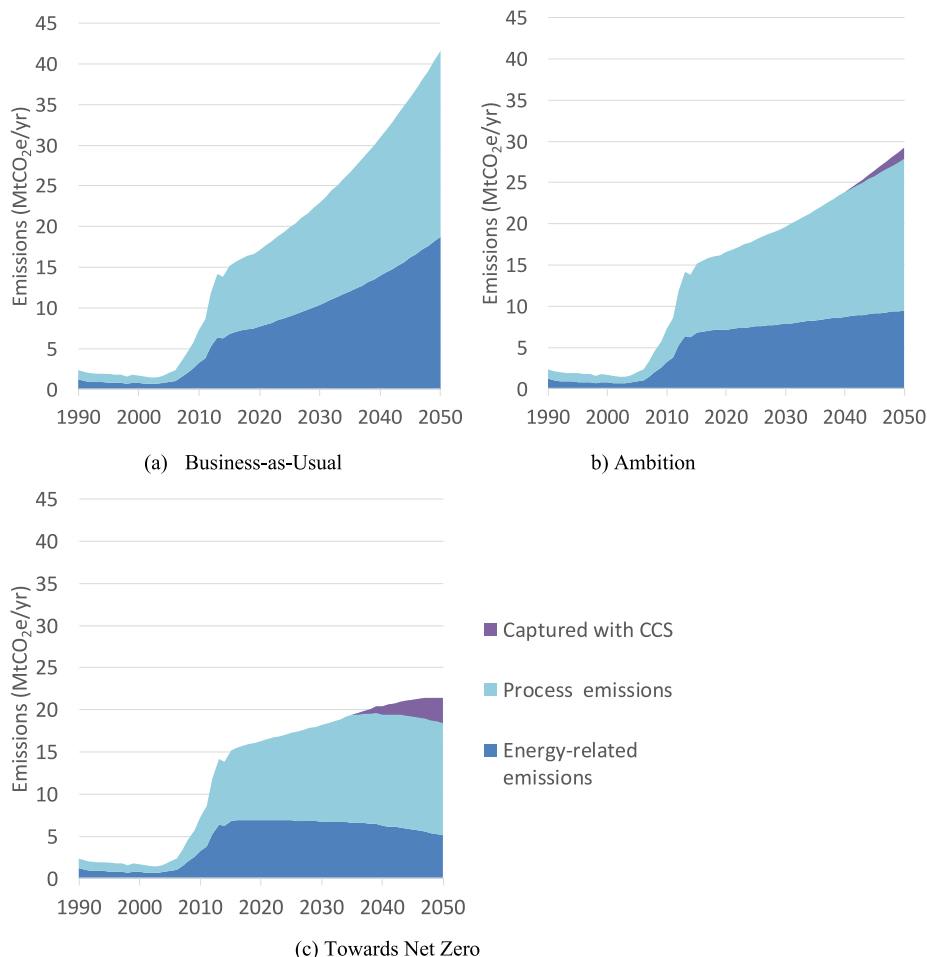 45
40
35
30
25
20
15
10
5
0
Emissions (MtCO₂e/yr)
1990 2000 2010 2020 2030 2040 2050
(a) Business-as-Usual
45
40
35
30
25
20
15
10
5
0
Emissions (MtCO₂e/yr)
1990 2000 2010 2020 2030 2040 2050
b) Ambition
45
40
35
30
25
20
15
10
5
0
Emissions (MtCO₂e/yr)
1990 2000 2010 2020 2030 2040 2050
(c) Towards Net Zero
Captured with CCS
Process emissions
Energy-related
emissions